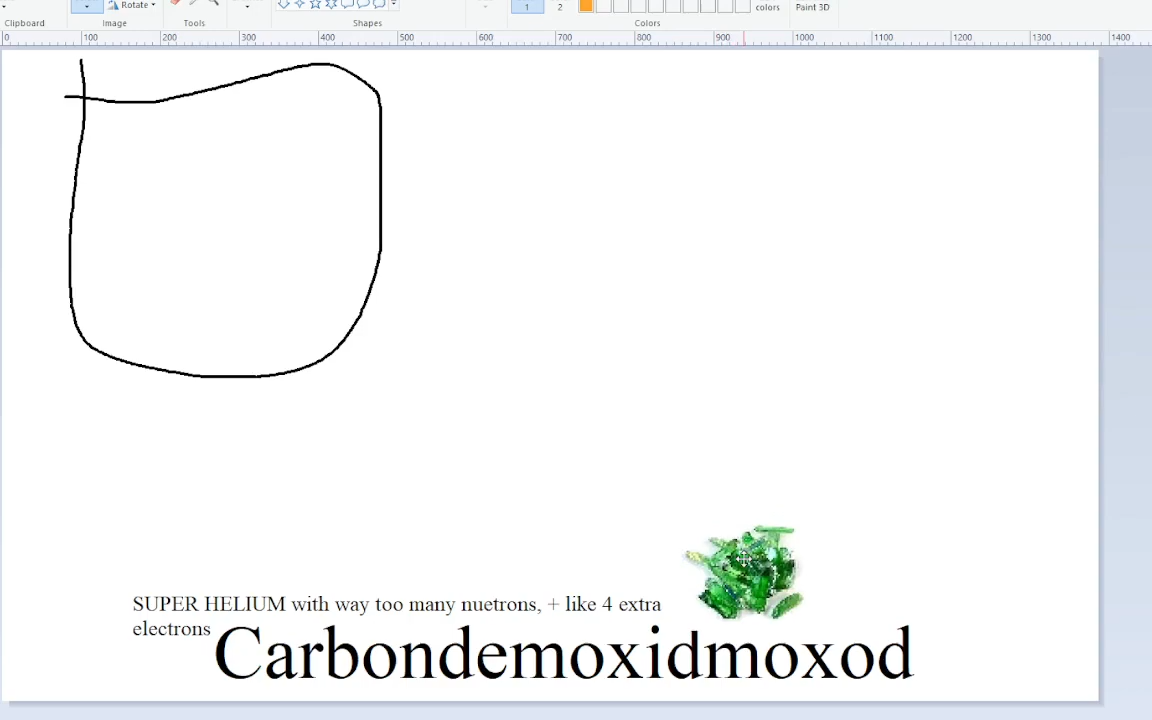 Rotate
Clipboard
Image
Tools
Shapes
1
2
colors
Paint 3D
Colors
0 100 200 300 400 500 600 700 800 900 1000 1100 1200 1300 1400
SUPER HELIUM with way too many nuetrons, + like 4 extra
electrons
Carbondemoxidmoxod